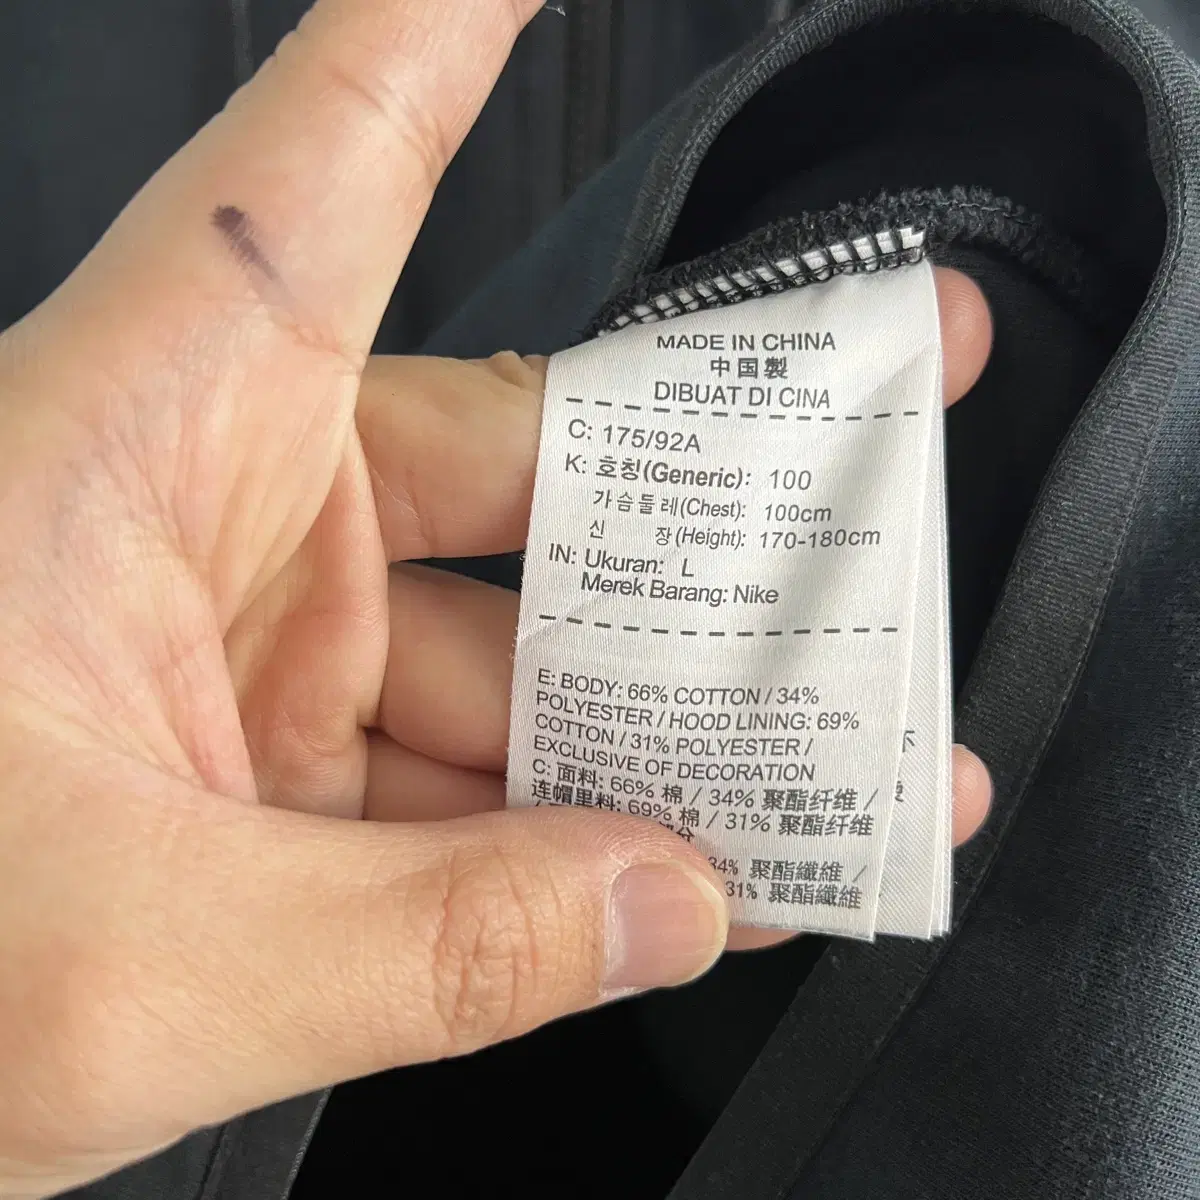 MADE IN CHINA
中国製
DIBUAT DI CINA
C: 175/92A
K: 호칭(Generic): 100
가슴둘레(Chest): 100cm
신 장(Height): 170-180cm
IN: Ukuran: L
Merek Barang: Nike
E: BODY: 66% COTTON / 34%
POLYESTER / HOOD LINING: 69%
COTTON / 31% POLYESTER /
EXCLUSIVE OF DECORATION
C: 面料: 66% 棉 / 34% 聚酯纤维 /
连帽里料: 69% 棉 / 31% 聚酯纤维
34% 聚酯纖維 /
31% 聚酯纖維